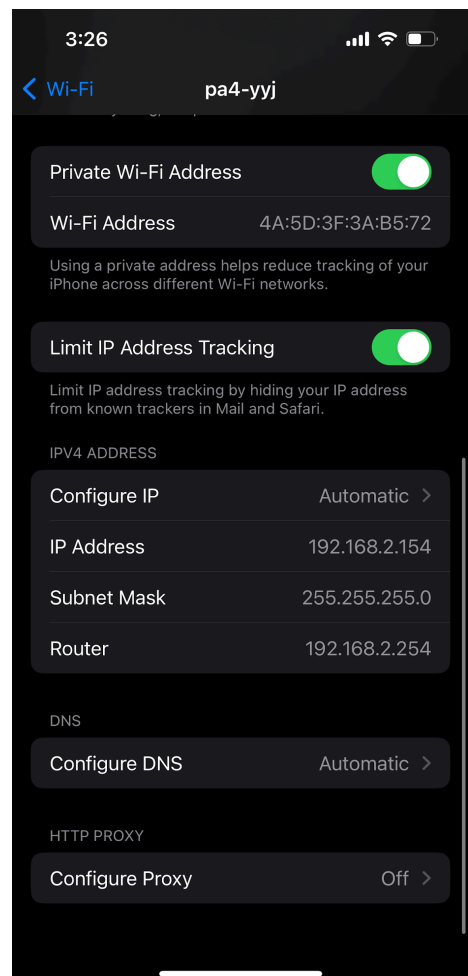 3:26
Wi-Fi
pa4-yyj
Private Wi-Fi Address
Wi-Fi Address 4A:5D:3F:3A:B5:72
Using a private address helps reduce tracking of your
iPhone across different Wi-Fi networks.
Limit IP Address Tracking
Limit IP address tracking by hiding your IP address
from known trackers in Mail and Safari.
IPV4 ADDRESS
Configure IP Automatic
IP Address 192.168.2.154
Subnet Mask 255.255.255.0
Router 192.168.2.254
DNS
Configure DNS Automatic
HTTP PROXY
Configure Proxy Off